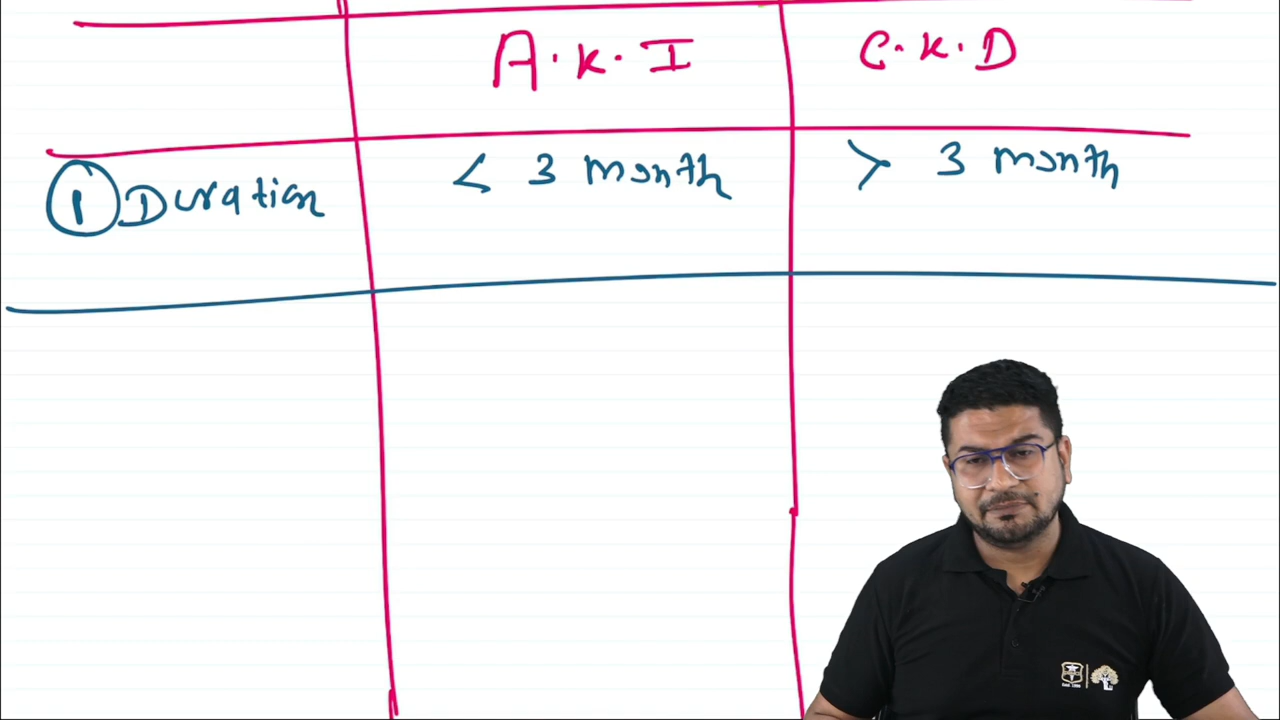 A.K.I C.K.D
① Duration < 3 month > 3 month